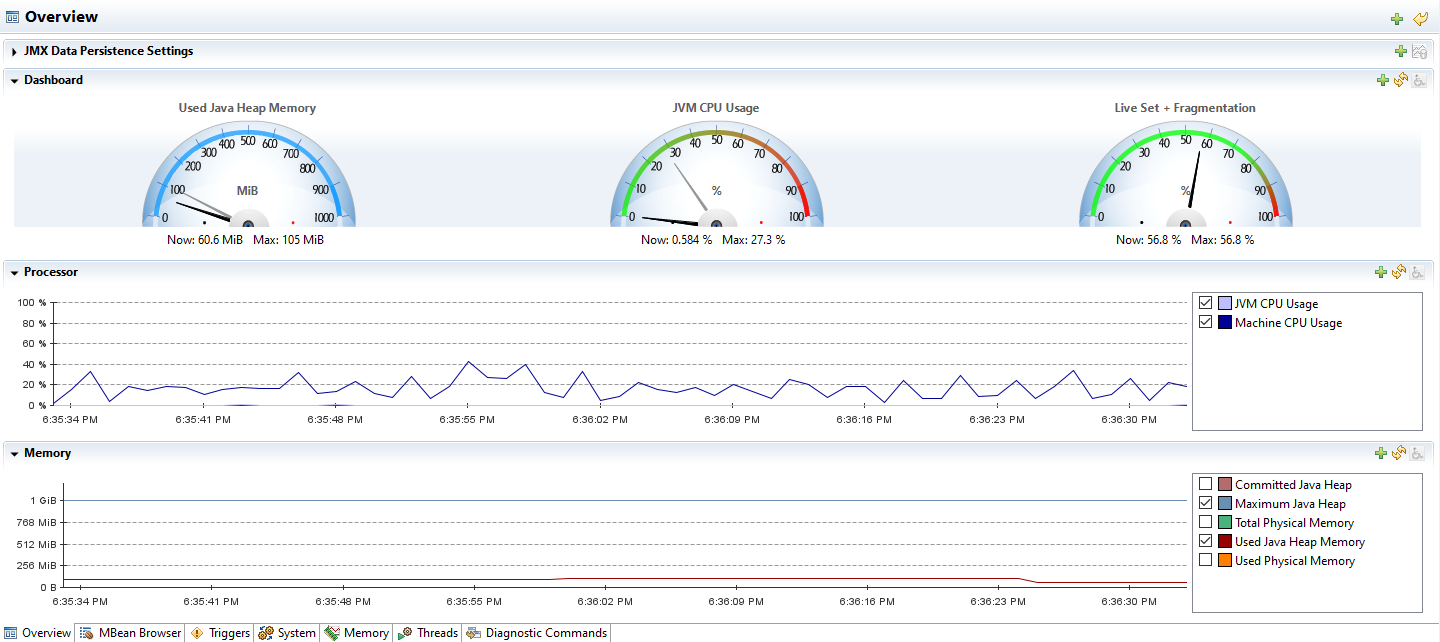 Overview
JMX Data Persistence Settings
Dashboard
Used Java Heap Memory
0 100 200 300 400 500 600 700 800 900 1000
MiB
Now: 60.6 MiB Max: 105 MiB
JVM CPU Usage
0 10 20 30 40 50 60 70 80 90 100
%
Now: 0.584 % Max: 27.3 %
Live Set + Fragmentation
0 10 20 30 40 50 60 70 80 90 100
%
Now: 56.8 % Max: 56.8 %
Processor
100 %
80 %
60 %
40 %
20 %
0 %
6:35:34 PM 6:35:41 PM 6:35:48 PM 6:35:55 PM 6:36:02 PM 6:36:09 PM 6:36:16 PM 6:36:23 PM 6:36:30 PM
JVM CPU Usage
Machine CPU Usage
Memory
1 GiB
768 MiB
512 MiB
256 MiB
0 B
6:35:34 PM 6:35:41 PM 6:35:48 PM 6:35:55 PM 6:36:02 PM 6:36:09 PM 6:36:16 PM 6:36:23 PM 6:36:30 PM
Committed Java Heap
Maximum Java Heap
Total Physical Memory
Used Java Heap Memory
Used Physical Memory
Overview MBean Browser Triggers System Memory Threads Diagnostic Commands